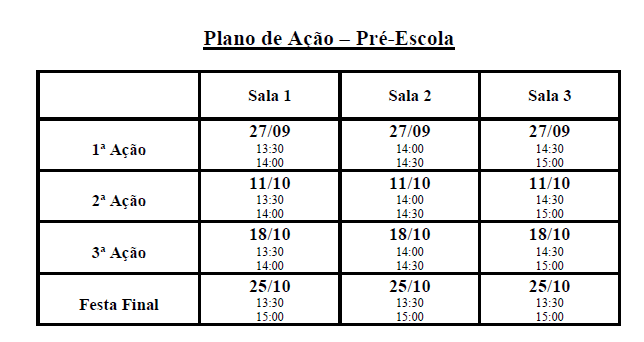 Plano de Ação – Pré-Escola
Sala 1 Sala 2 Sala 3
27/09 27/09 27/09
1ª Ação 13:30 14:00 14:30
14:00 14:30 15:00
11/10 11/10 11/10
2ª Ação 13:30 14:00 14:30
14:00 14:30 15:00
18/10 18/10 18/10
3ª Ação 13:30 14:00 14:30
14:00 14:30 15:00
25/10 25/10 25/10
Festa Final 13:30 13:30 13:30
15:00 15:00 15:00